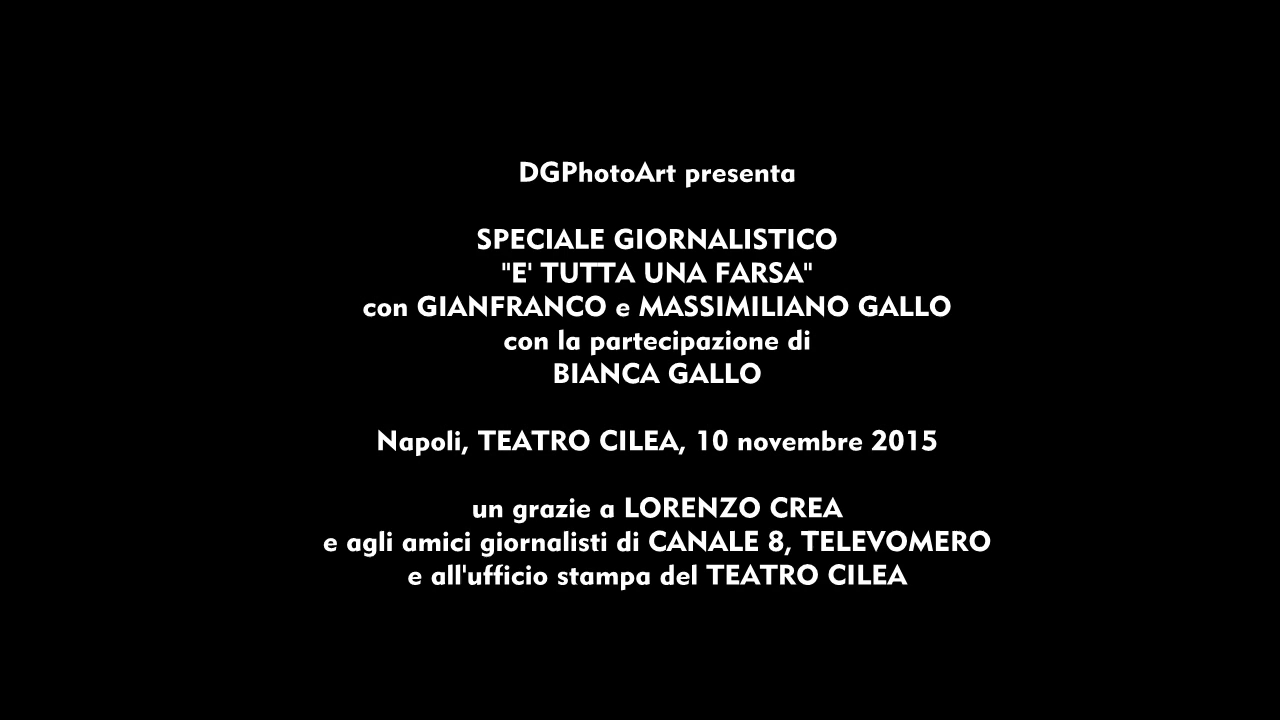 DGPhotoArt presenta
SPECIALE GIORNALISTICO
"E' TUTTA UNA FARSA"
con GIANFRANCO e MASSIMILIANO GALLO
con la partecipazione di
BIANCA GALLO
Napoli, TEATRO CILEA, 10 novembre 2015
un grazie a LORENZO CREA
e agli amici giornalisti di CANALE 8, TELEVOMERO
e all'ufficio stampa del TEATRO CILEA